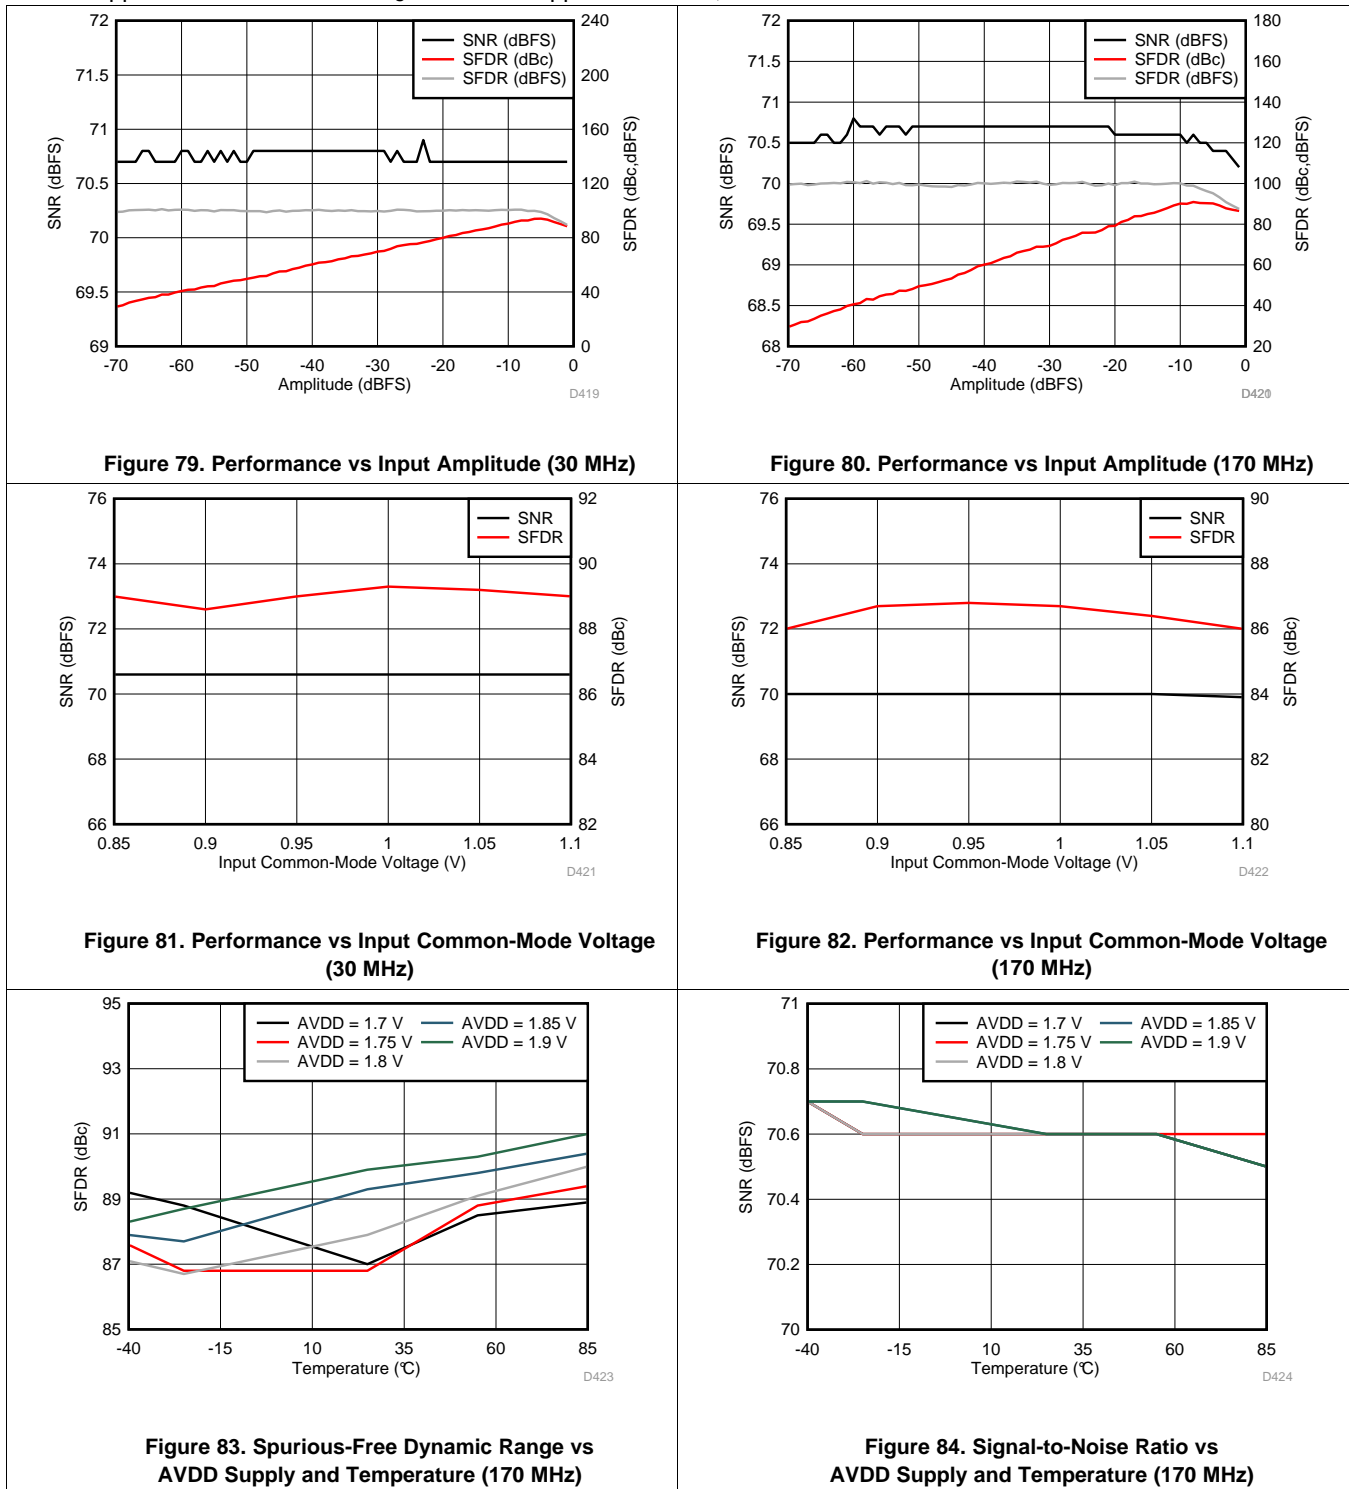 72
71.5
71
70.5
70
69.5
69
240
200
160
120
80
40
0
SNR (dBFS)
SFDR (dBc,dBFS)
SNR (dBFS)
SFDR (dBc)
SFDR (dBFS)
-70 -60 -50 -40 -30 -20 -10 0
Amplitude (dBFS)
D419
Figure 79. Performance vs Input Amplitude (30 MHz)
72
71.5
71
70.5
70
69.5
69
68.5
68
180
160
140
120
100
80
60
40
20
SNR (dBFS)
SFDR (dBc,dBFS)
SNR (dBFS)
SFDR (dBc)
SFDR (dBFS)
-70 -60 -50 -40 -30 -20 -10 0
Amplitude (dBFS)
Figure 80. Performance vs Input Amplitude (170 MHz)
76
74
72
70
68
66
92
90
88
86
84
82
SNR (dBFS)
SFDR (dBc)
SNR
SFDR
0.85 0.9 0.95 1 1.05 1.1
Input Common-Mode Voltage (V)
D421
Figure 81. Performance vs Input Common-Mode Voltage
(30 MHz)
76
74
72
70
68
66
90
88
86
84
82
80
SNR (dBFS)
SFDR (dBc)
SNR
SFDR
0.85 0.9 0.95 1 1.05 1.1
Input Common-Mode Voltage (V)
D422
Figure 82. Performance vs Input Common-Mode Voltage
(170 MHz)
95
93
91
89
87
85
SFDR (dBc)
AVDD = 1.7 V AVDD = 1.85 V
AVDD = 1.75 V AVDD = 1.9 V
AVDD = 1.8 V
-40 -15 10 35 60 85
Temperature (°C)
D423
Figure 83. Spurious-Free Dynamic Range vs
AVDD Supply and Temperature (170 MHz)
71
70.8
70.6
70.4
70.2
70
SNR (dBFS)
AVDD = 1.7 V AVDD = 1.85 V
AVDD = 1.75 V AVDD = 1.9 V
AVDD = 1.8 V
-40 -15 10 35 60 85
Temperature (°C)
D424
Figure 84. Signal-to-Noise Ratio vs
AVDD Supply and Temperature (170 MHz)